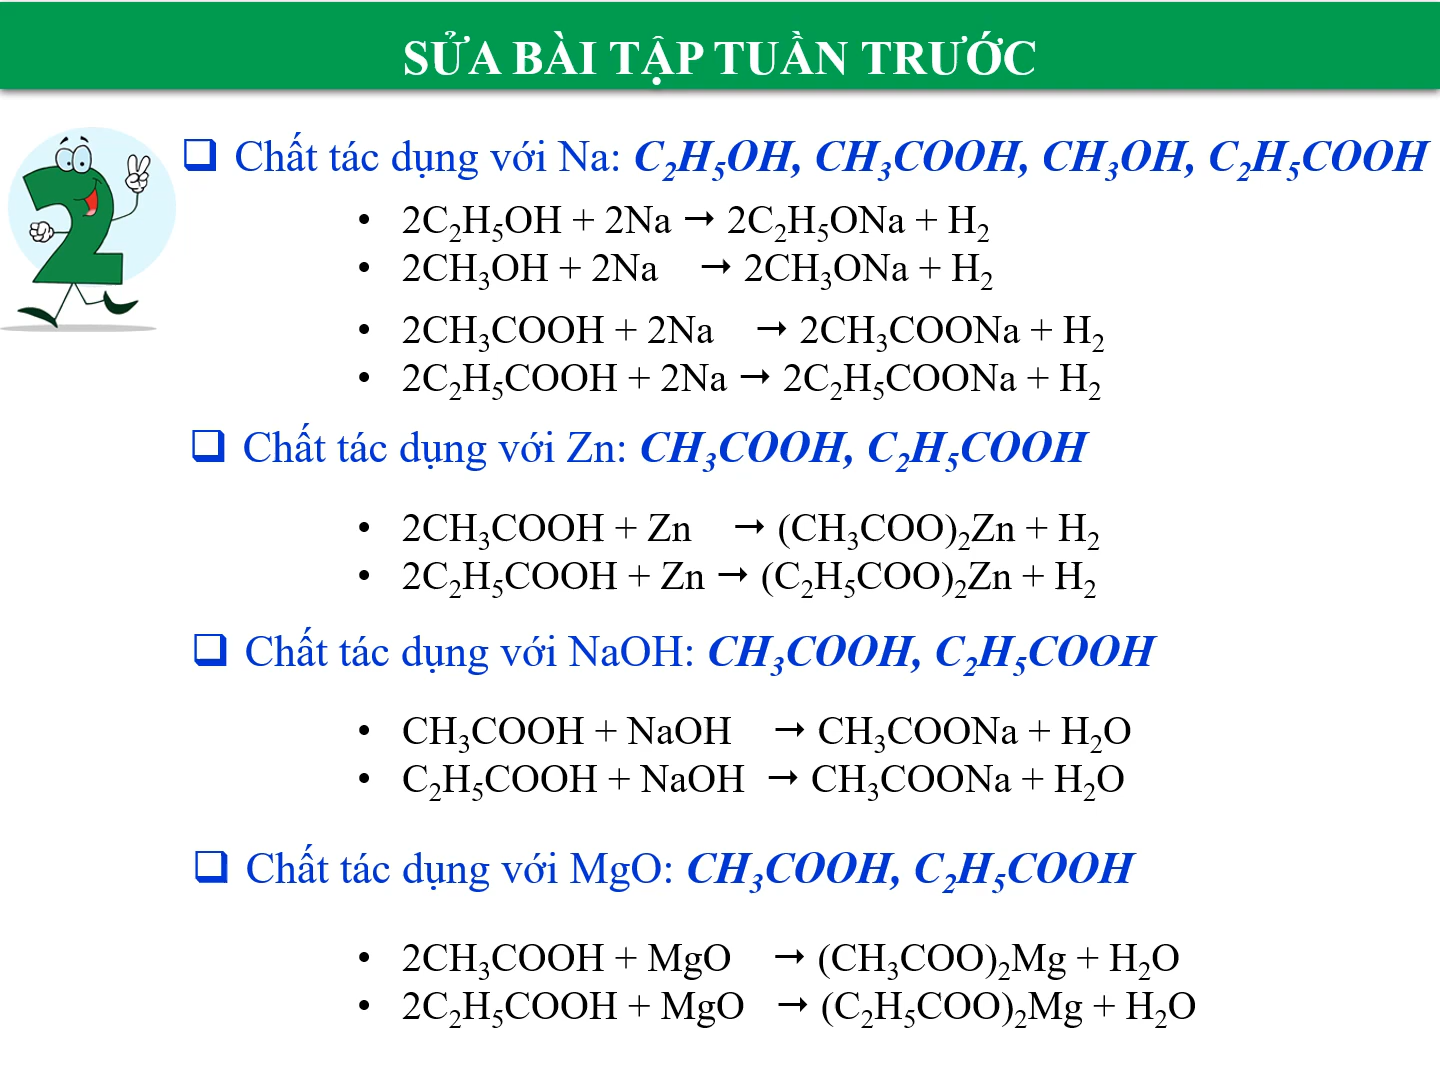 SỬA BÀI TẬP TUẦN TRƯỚC
❑ Chất tác dụng với Na: C₂H₅OH, CH₃COOH, CH₃OH, C₂H₅COOH
• 2C₂H₅OH + 2Na → 2C₂H₅ONa + H₂
• 2CH₃OH + 2Na → 2CH₃ONa + H₂
• 2CH₃COOH + 2Na → 2CH₃COONa + H₂
• 2C₂H₅COOH + 2Na → 2C₂H₅COONa + H₂
❑ Chất tác dụng với Zn: CH₃COOH, C₂H₅COOH
• 2CH₃COOH + Zn → (CH₃COO)₂Zn + H₂
• 2C₂H₅COOH + Zn → (C₂H₅COO)₂Zn + H₂
❑ Chất tác dụng với NaOH: CH₃COOH, C₂H₅COOH
• CH₃COOH + NaOH → CH₃COONa + H₂O
• C₂H₅COOH + NaOH → CH₃COONa + H₂O
❑ Chất tác dụng với MgO: CH₃COOH, C₂H₅COOH
• 2CH₃COOH + MgO → (CH₃COO)₂Mg + H₂O
• 2C₂H₅COOH + MgO → (C₂H₅COO)₂Mg + H₂O